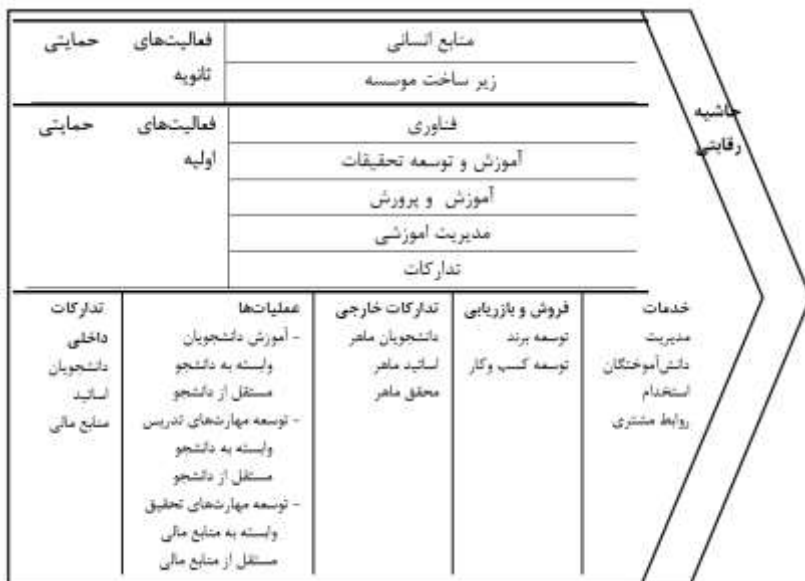 فعالیت‌های حمایتی
ثانویه
منابع انسانی
زیر ساخت موسسه
فعالیت‌های حمایتی
اولیه
فناوری
آموزش و توسعه تحقیقات
آموزش و پرورش
مدیریت اموزشی
تدارکات
حاشیه
رقابتی
تدارکات
داخلی
دانشجویان
اساتید
منابع مالی
عملیات‌ها
- آموزش دانشجویان
وابسته به دانشجو
مستقل از دانشجو
- توسعه مهارت‌های تدریس
وابسته به دانشجو
مستقل از دانشجو
- توسعه مهارت‌های تحقیق
وابسته به منابع مالی
مستقل از منابع مالی
تدارکات خارجی
دانشجویان ماهر
اساتید ماهر
محقق ماهر
فروش و بازریابی
توسعه برند
توسعه کسب وکار
خدمات
مدیریت
دانش‌آموختگان
استخدام
روابط مشتری